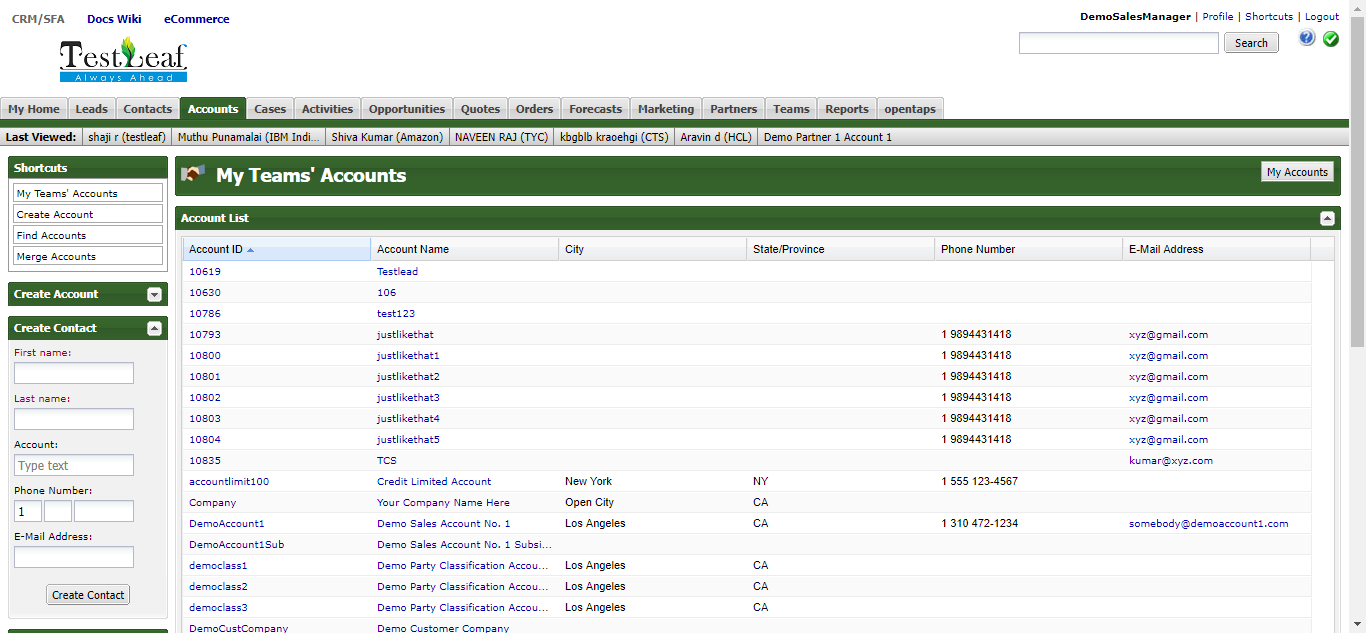 CRM/SFA Docs Wiki eCommerce
DemoSalesManager | Profile | Shortcuts | Logout
TestLeaf
Always Ahead
Search
My Home Leads Contacts Accounts Cases Activities Opportunities Quotes Orders Forecasts Marketing Partners Teams Reports opentaps
Last Viewed: shaji r (testleaf) Muthu Punamalai (IBM Indi... Shiva Kumar (Amazon) NAVEEN RAJ (TYC) kbgblb kraoehgi (CTS) Aravin d (HCL) Demo Partner 1 Account 1
Shortcuts
My Teams' Accounts
Create Account
Find Accounts
Merge Accounts
Create Account
Create Contact
First name:
Last name:
Account:
Type text
Phone Number:
1
E-Mail Address:
Create Contact
My Teams' Accounts
My Accounts
Account List
Account ID Account Name City State/Province Phone Number E-Mail Address
10619 Testlead
10630 106
10786 test123
10793 justlikethat 1 9894431418 xyz@gmail.com
10800 justlikethat1 1 9894431418 xyz@gmail.com
10801 justlikethat2 1 9894431418 xyz@gmail.com
10802 justlikethat3 1 9894431418 xyz@gmail.com
10803 justlikethat4 1 9894431418 xyz@gmail.com
10804 justlikethat5 1 9894431418 xyz@gmail.com
10835 TCS kumar@xyz.com
accountlimit100 Credit Limited Account New York NY 1 555 123-4567
Company Your Company Name Here Open City CA
DemoAccount1 Demo Sales Account No. 1 Los Angeles CA 1 310 472-1234 somebody@demoaccount1.com
DemoAccount1Sub Demo Sales Account No. 1 Subsi...
democlass1 Demo Party Classification Accou... Los Angeles CA
democlass2 Demo Party Classification Accou... Los Angeles CA
democlass3 Demo Party Classification Accou... Los Angeles CA
DemoCustCompany Demo Customer Company